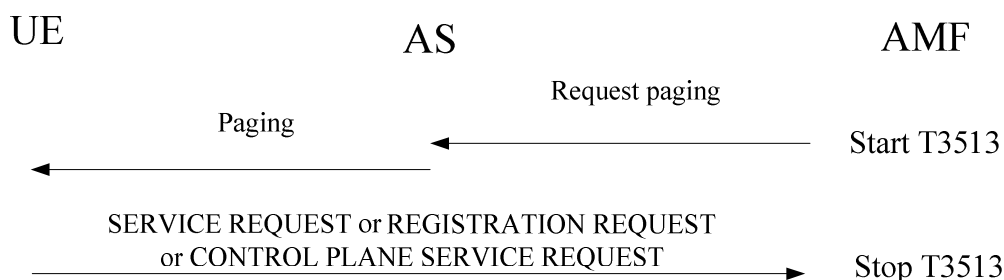 UE
AS
AMF
Request paging
Paging
Start T3513
SERVICE REQUEST or REGISTRATION REQUEST
or CONTROL PLANE SERVICE REQUEST
Stop T3513